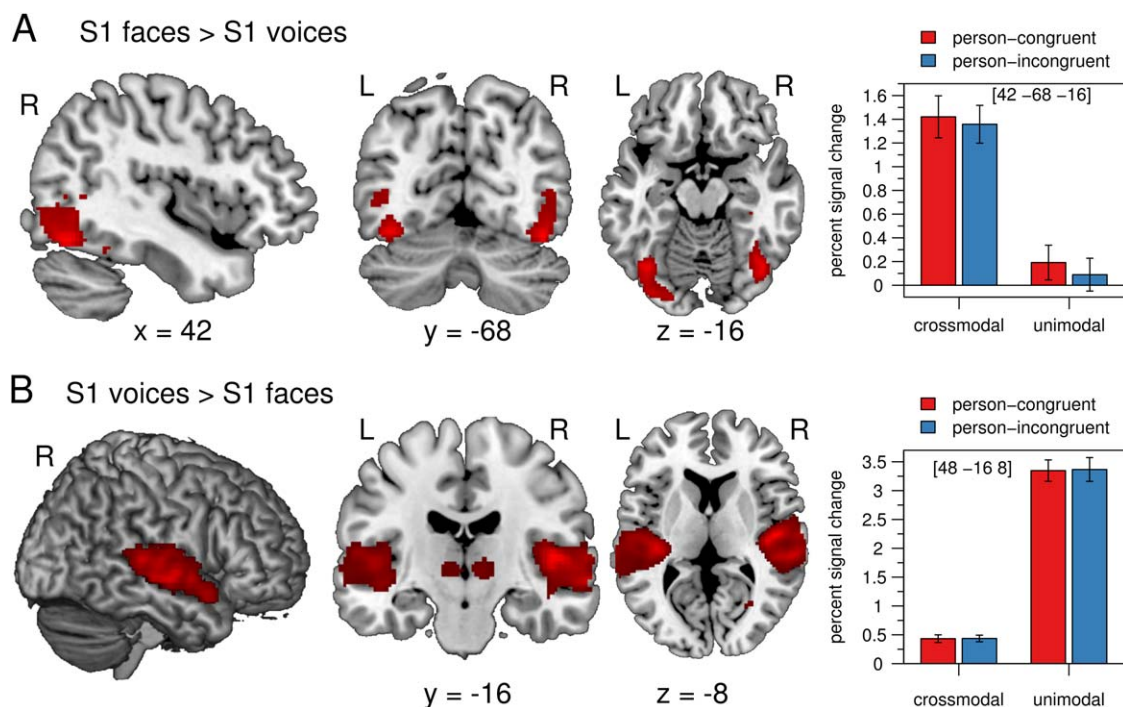 A S1 faces > S1 voices
R
L R
L R
x = 42
y = -68
z = -16
person−congruent
person−incongruent
[42 −68 −16]
percent signal change
1.6
1.4
1.2
1
0.8
0.6
0.4
0.2
0
crossmodal unimodal
B S1 voices > S1 faces
R
L R
L R
y = -16
z = -8
person−congruent
person−incongruent
[48 −16 8]
percent signal change
3.5
3
2.5
2
1.5
1
0.5
0
crossmodal unimodal